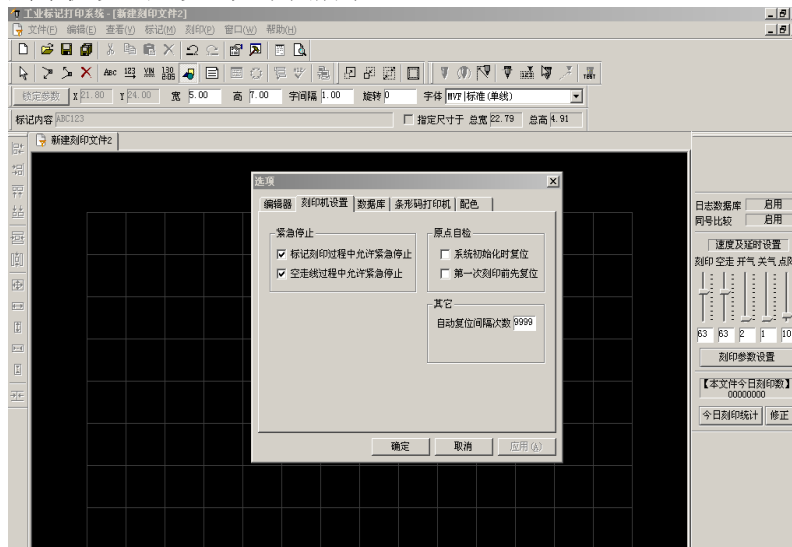 工业标记打印系统 - [新建刻印文件2]
文件(F) 编辑(E) 查看(V) 标记(M) 刻印(P) 窗口(W) 帮助(H)
ABC 123 VIN
锁定参数 X 21.80 Y 24.00 宽 5.00 高 7.00 字间隔 1.00 旋转 0 字体 MVF|标准(单线)
标记内容 ABC123 指定尺寸于 总宽 22.79 总高 4.91
新建刻印文件2
选项
编辑器 刻印机设置 数据库 条形码打印机 配色
紧急停止
标记刻印过程中允许紧急停止
空走线过程中允许紧急停止
原点自检
系统初始化时复位
第一次刻印前先复位
其它
自动复位间隔次数 9999
确定 取消 应用(A)
日志数据库 启用
同号比较 启用
速度及延时设置
刻印 空走 开气 关气
63 63 2 1 10
刻印参数设置
【本文件今日刻印数】
00000000
今日刻印统计 修正